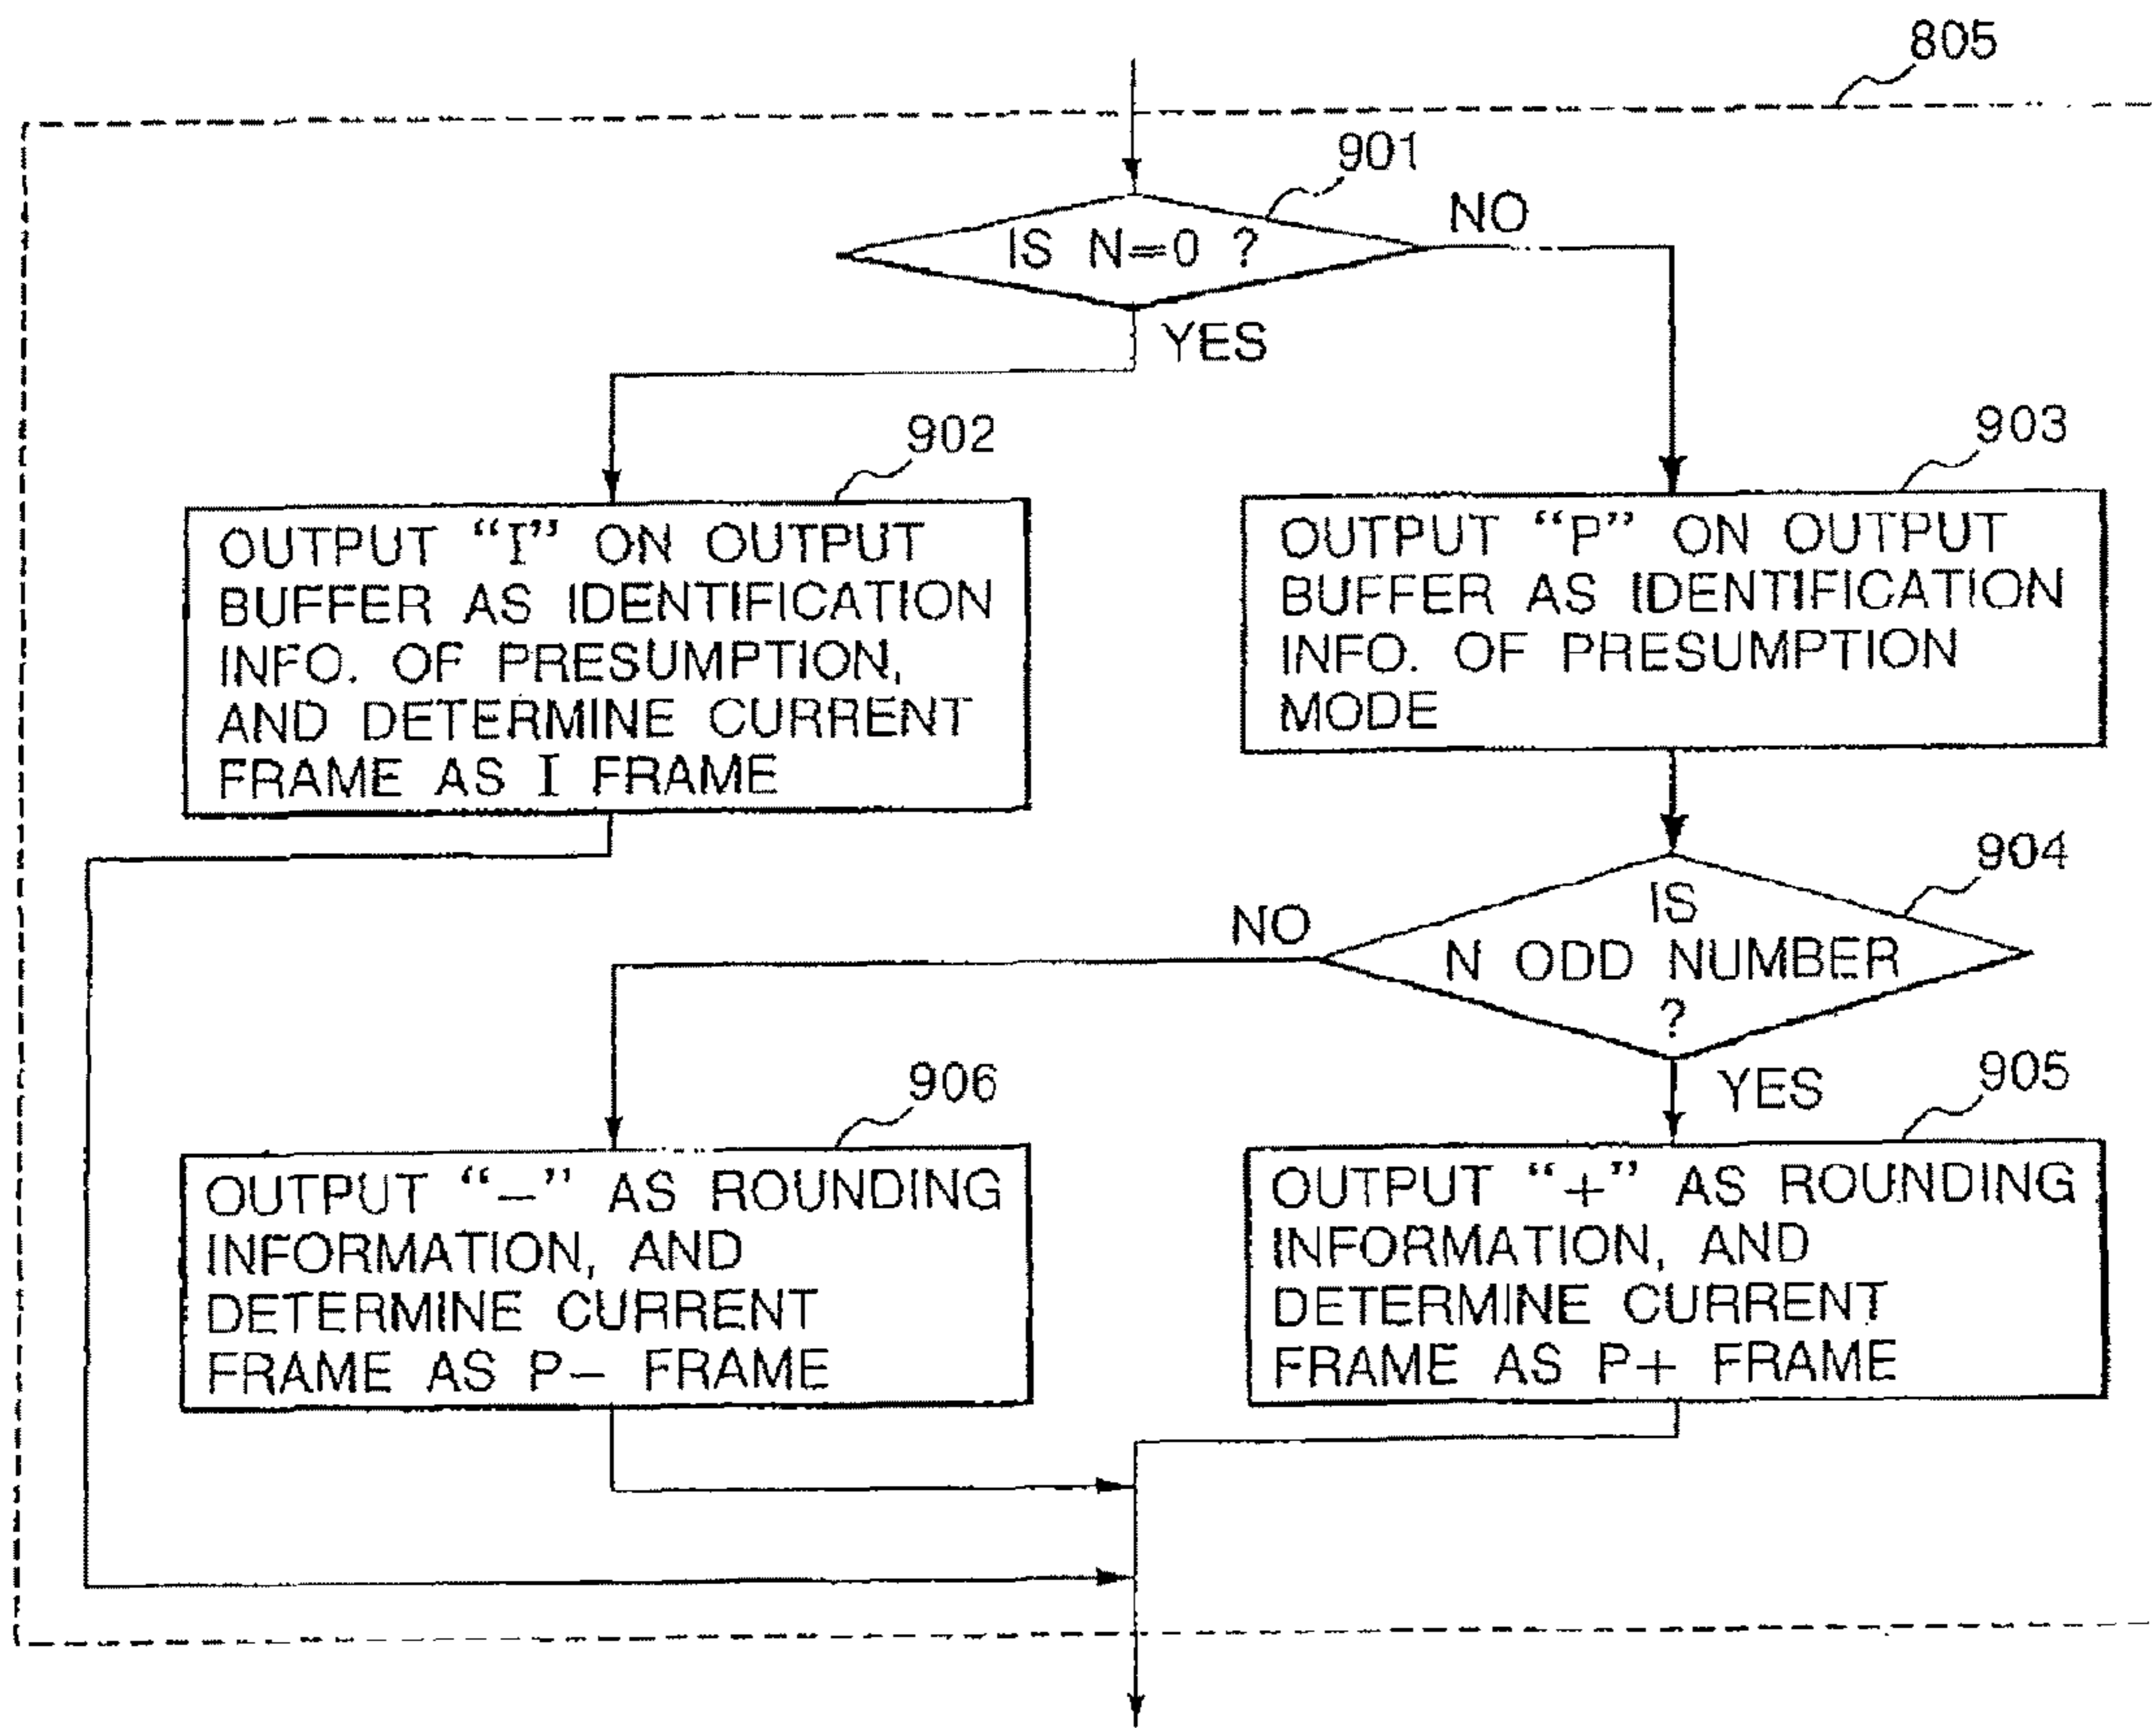 805
901
IS N=0 ?
NO
YES
902
OUTPUT “I” ON OUTPUT
BUFFER AS IDENTIFICATION
INFO. OF PRESUMPTION,
AND DETERMINE CURRENT
FRAME AS I FRAME
903
OUTPUT “P” ON OUTPUT
BUFFER AS IDENTIFICATION
INFO. OF PRESUMPTION
MODE
904
IS
N ODD NUMBER
?
NO
YES
906
OUTPUT “−” AS ROUNDING
INFORMATION, AND
DETERMINE CURRENT
FRAME AS P− FRAME
905
OUTPUT “+” AS ROUNDING
INFORMATION, AND
DETERMINE CURRENT
FRAME AS P+ FRAME